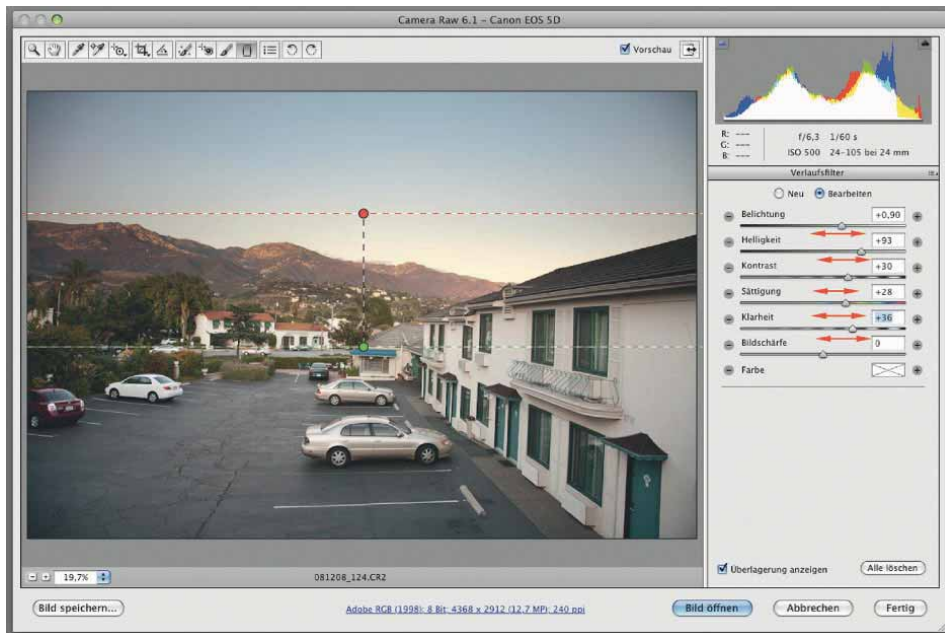 Camera Raw 6.1 – Canon EOS 5D
Vorschau
R: ---
G: ---
B: ---
f/6,3 1/60 s
ISO 500 24-105 bei 24 mm
Verlaufsfilter
Neu Bearbeiten
Belichtung +0,90
Helligkeit +93
Kontrast +30
Sättigung +28
Klarheit +36
Bildschärfe 0
Farbe
Überlagerung anzeigen Alle löschen
19,7% 081208_124.CR2
Bild speichern... Adobe RGB (1998); 8 Bit; 4368 x 2912 (12,7 MP); 240 ppi Bild öffnen Abbrechen Fertig